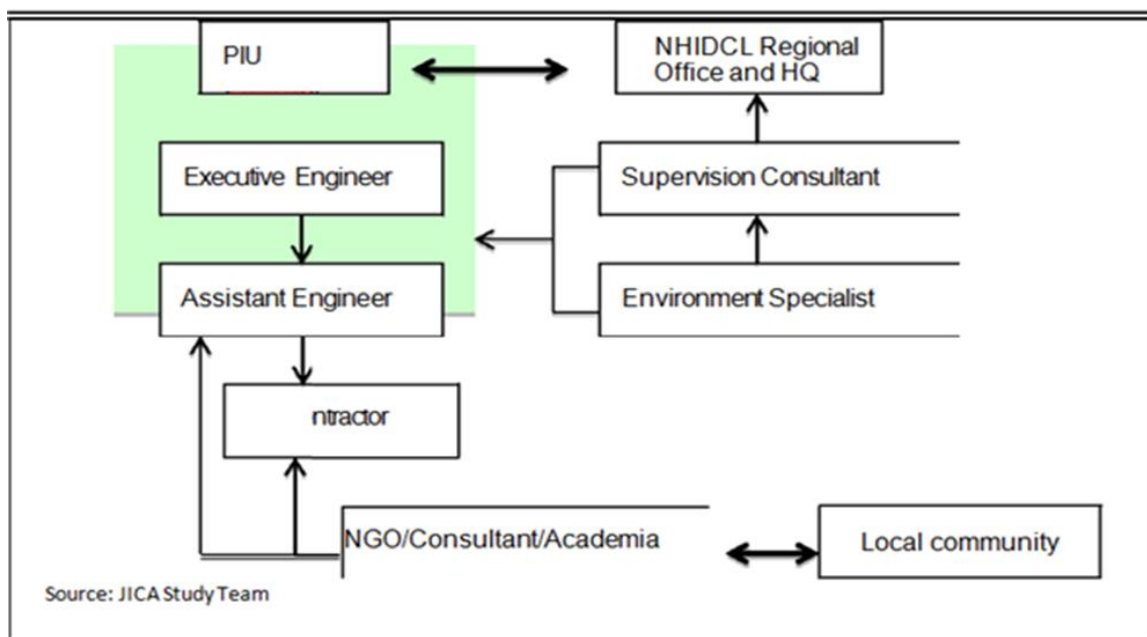 PIU
NHIDCL Regional
Office and HQ
Executive Engineer
Supervision Consultant
Assistant Engineer
Environment Specialist
ntractor
NGO/Consultant/Academia
Local community
Source: JICA Study Team